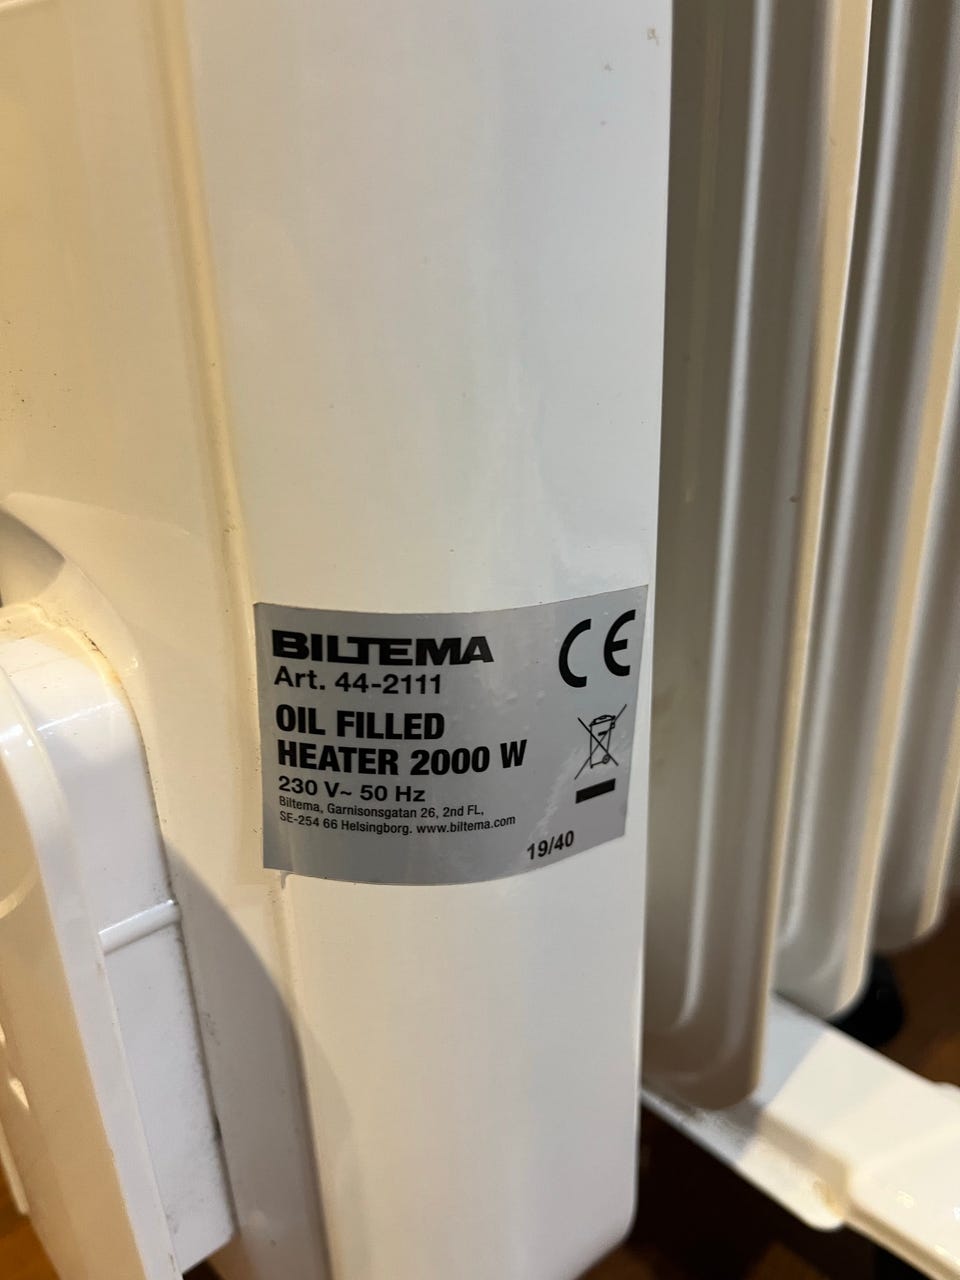 BILTEMA
CE
Art. 44-2111
OIL FILLED
HEATER 2000 W
230 V~ 50 Hz
Biltema, Garnisonsgatan 26, 2nd FL,
SE-254 66 Helsingborg. www.biltema.com
19/40